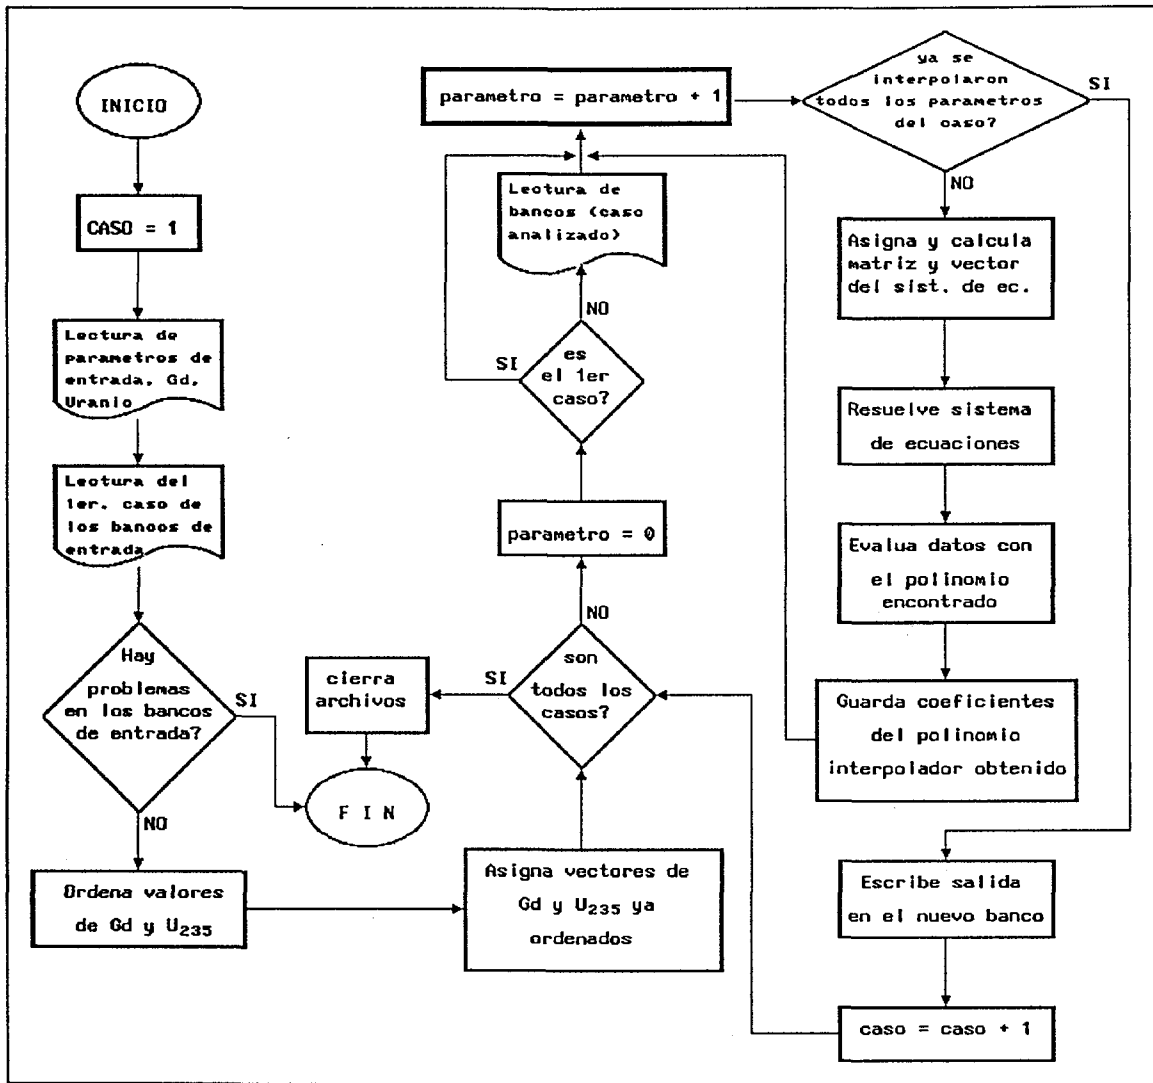 INICIO
CASO = 1
Lectura de
parametros de
entrada, Gd,
Uranio
Lectura del
1er. caso de
los bancos de
entrada
Hay
problemas
en los bancos
de entrada?
SI
NO
Ordena valores
de Gd y U235
Asigna vectores de
Gd y U235 ya
ordenados
son
todos los
casos?
SI
cierra
archivos
F I N
NO
parametro = 0
es
el 1er
caso?
SI
NO
Lectura de
bancos (caso
analizado)
parametro = parametro + 1
ya se
interpolaron
todos los parametros
del caso?
SI
NO
Asigna y calcula
matriz y vector
del sist. de ec.
Resuelve sistema
de ecuaciones
Evalua datos con
el polinomio
encontrado
Guarda coeficientes
del polinomio
interpolador obtenido
Escribe salida
en el nuevo banco
caso = caso + 1